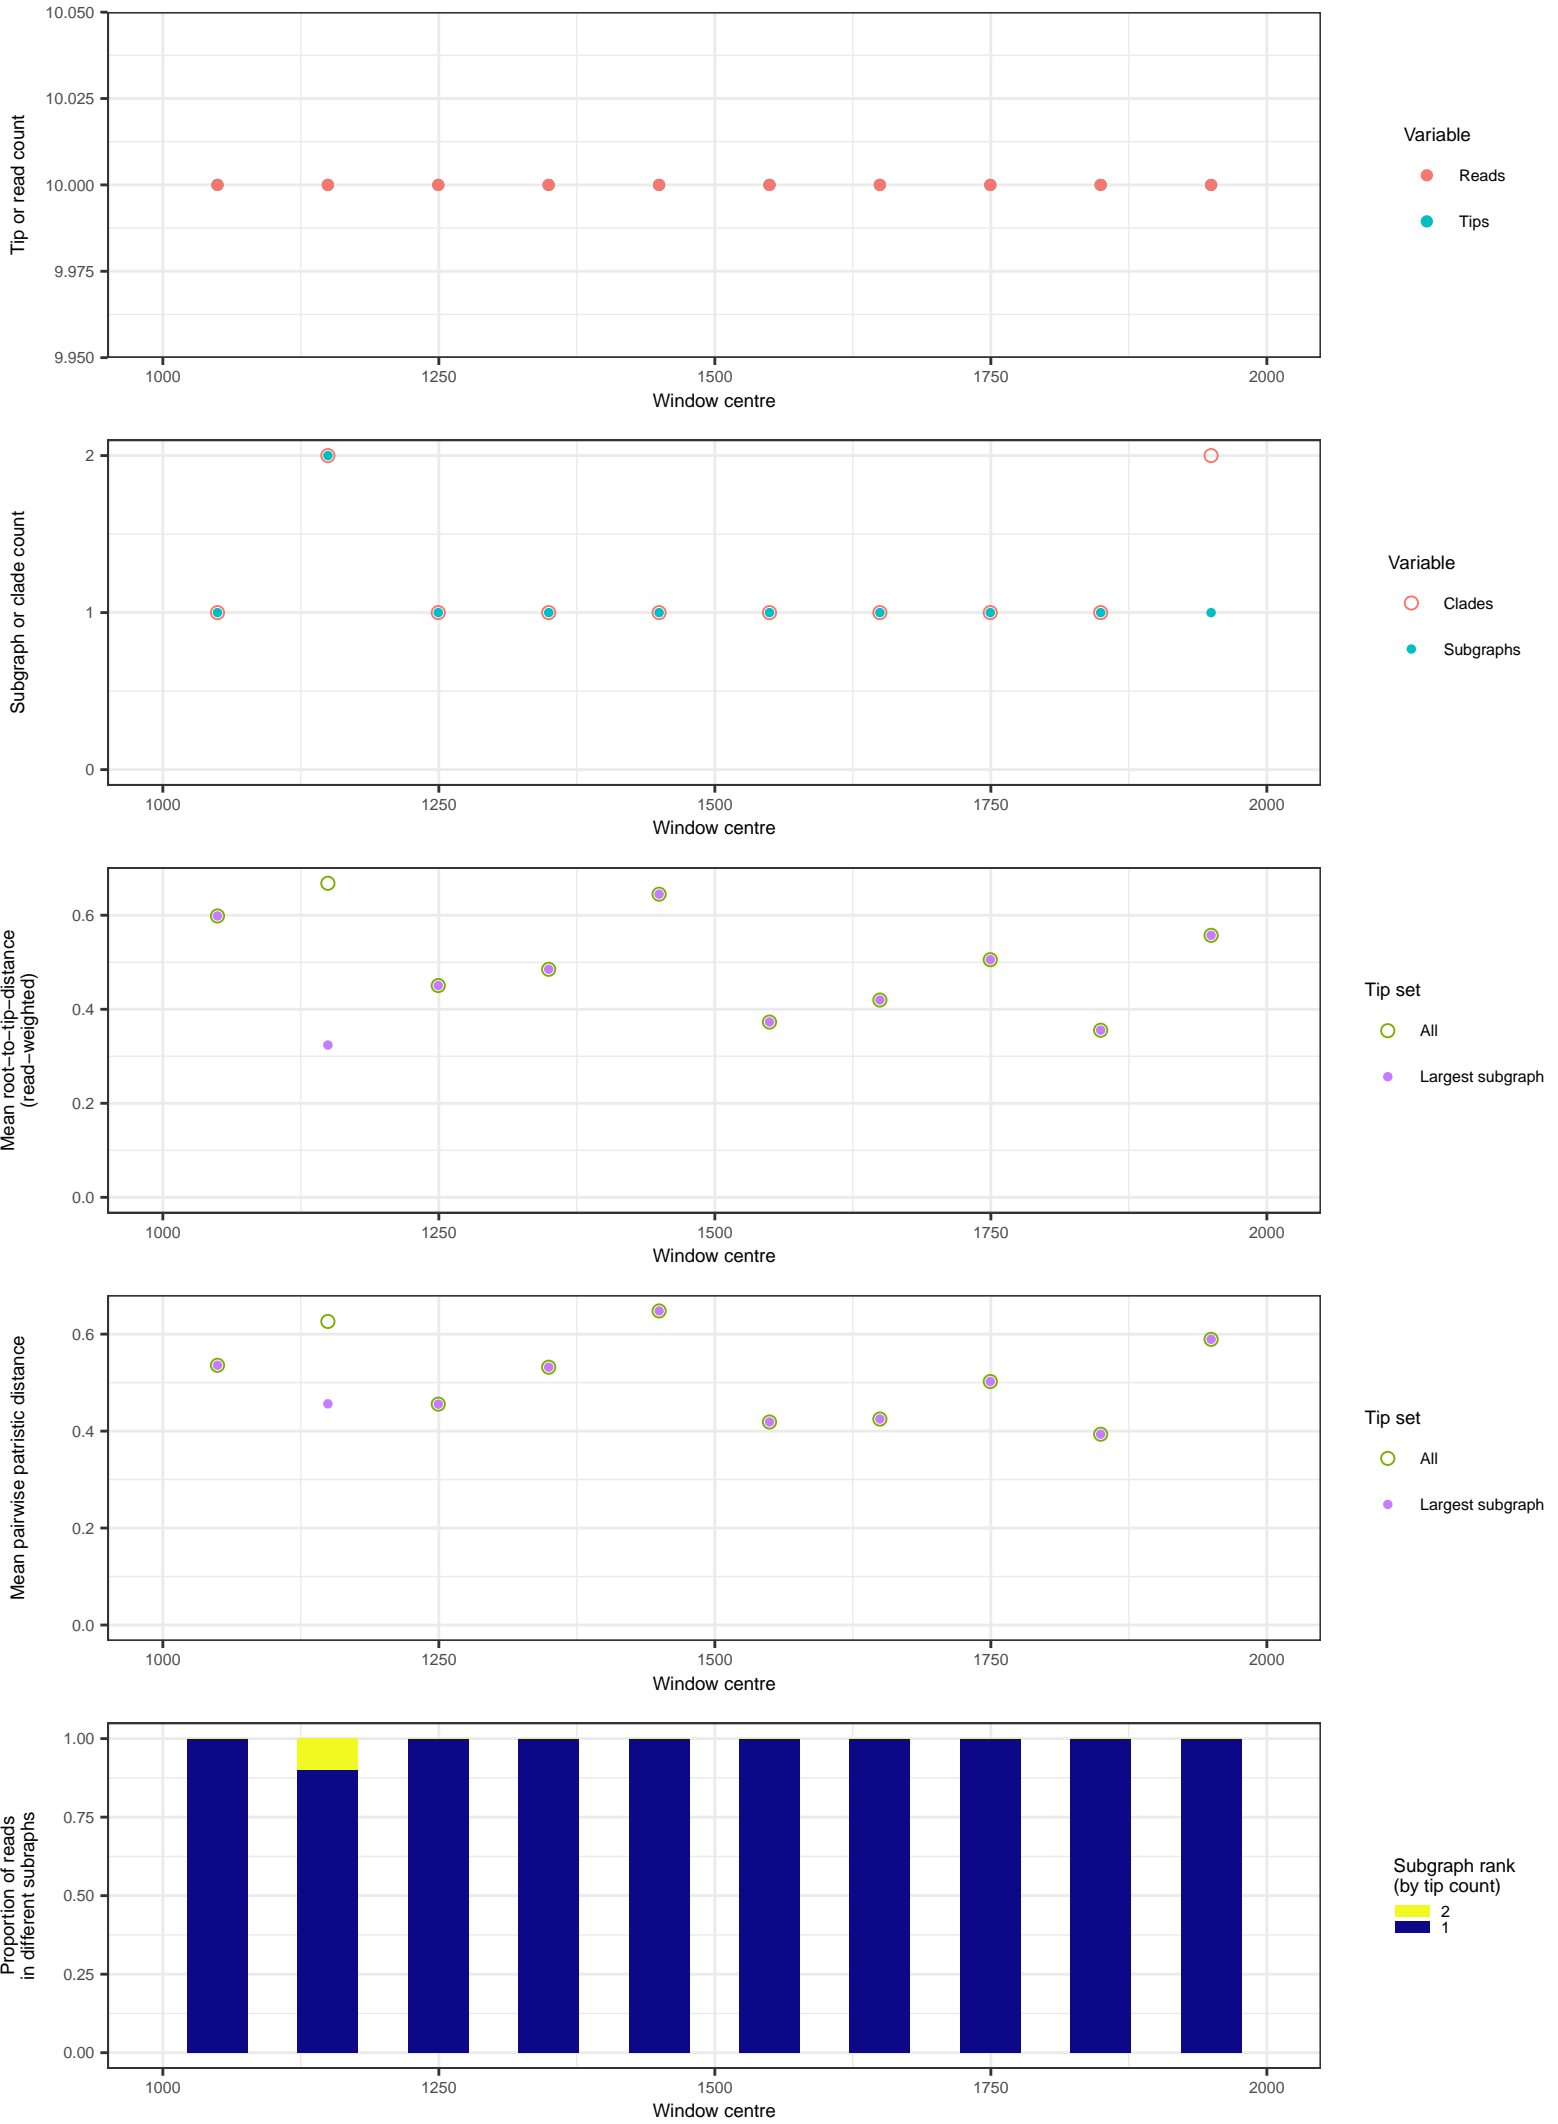 10.050
10.025
10.000
9.975
9.950
Tip or read count
1000 1250 1500 1750 2000
Window centre
Variable
Reads
Tips
2
1
0
Subgraph or clade count
1000 1250 1500 1750 2000
Window centre
Variable
Clades
Subgraphs
0.6
0.4
0.2
0.0
Mean root−to−tip−distance
(read−weighted)
1000 1250 1500 1750 2000
Window centre
Tip set
All
Largest subgraph
0.6
0.4
0.2
0.0
Mean pairwise patristic distance
1000 1250 1500 1750 2000
Window centre
Tip set
All
Largest subgraph
1.00
0.75
0.50
0.25
0.00
Proportion of reads
in different subraphs
1000 1250 1500 1750 2000
Window centre
Subgraph rank
(by tip count)
2
1